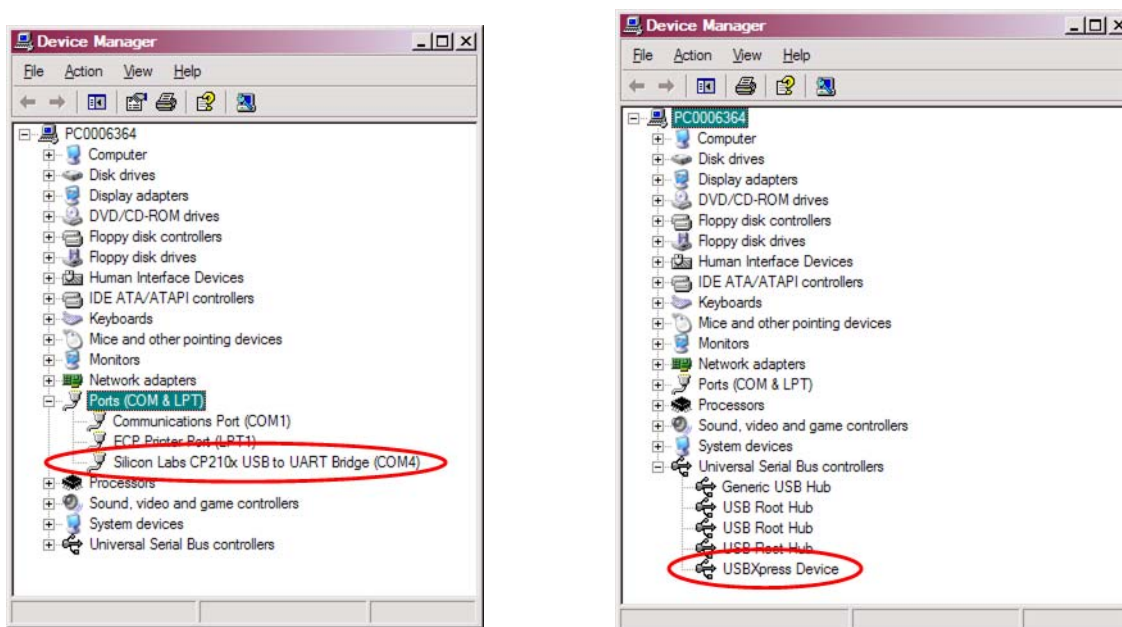 Device Manager
File Action View Help
PC0006364
Computer
Disk drives
Display adapters
DVD/CD-ROM drives
Floppy disk controllers
Floppy disk drives
Human Interface Devices
IDE ATA/ATAPI controllers
Keyboards
Mice and other pointing devices
Monitors
Network adapters
Ports (COM & LPT)
Communications Port (COM1)
ECP Printer Port (LPT1)
Silicon Labs CP210x USB to UART Bridge (COM4)
Processors
Sound, video and game controllers
System devices
Universal Serial Bus controllers
Device Manager
File Action View Help
PC0006364
Computer
Disk drives
Display adapters
DVD/CD-ROM drives
Floppy disk controllers
Floppy disk drives
Human Interface Devices
IDE ATA/ATAPI controllers
Keyboards
Mice and other pointing devices
Monitors
Network adapters
Ports (COM & LPT)
Processors
Sound, video and game controllers
System devices
Universal Serial Bus controllers
Generic USB Hub
USB Root Hub
USB Root Hub
USB Root Hub
USBXpress Device